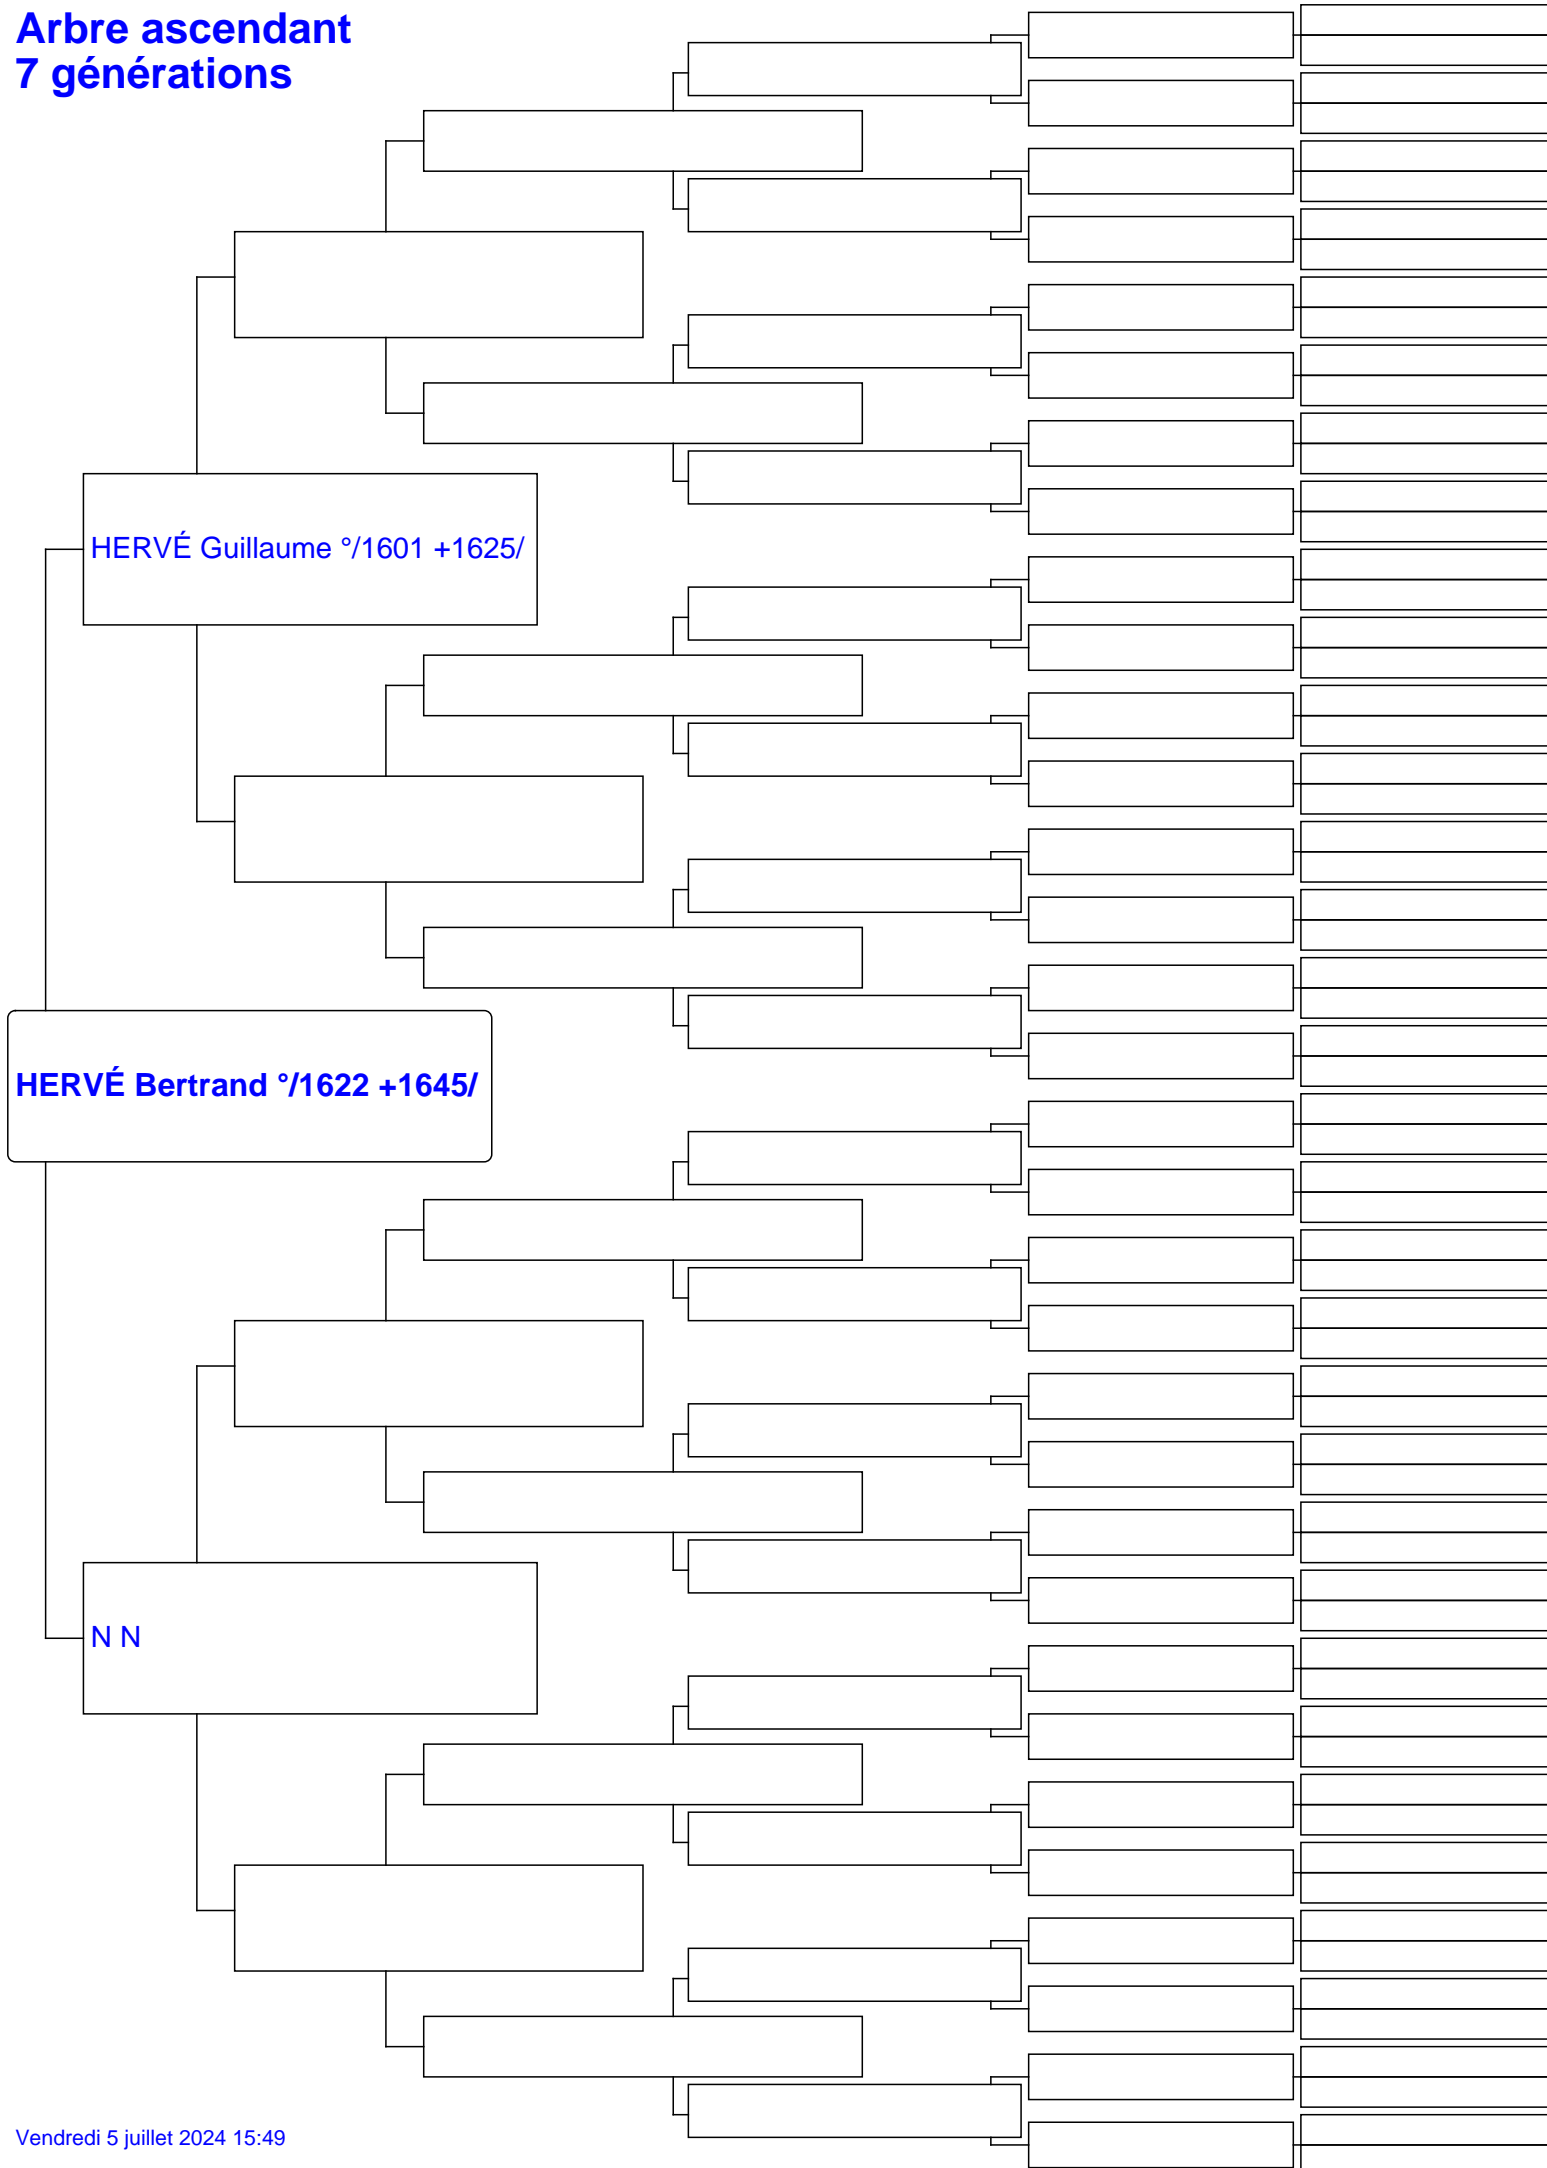 Arbre ascendant
7 générations
HERVÉ Guillaume °/1601 +1625/
HERVÉ Bertrand °/1622 +1645/
N N
Vendredi 5 juillet 2024 15:49